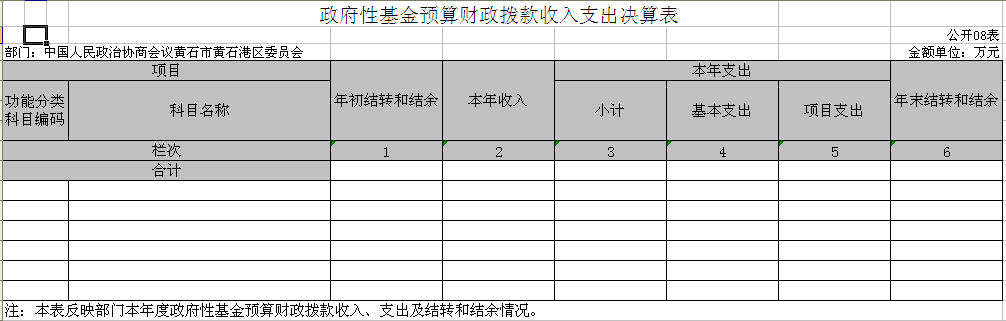 政府性基金预算财政拨款收入支出决算表
公开08表
部门：中国人民政治协商会议黄石市黄石港区委员会 金额单位：万元
项目 年初结转和结余 本年收入 本年支出 年末结转和结余
功能分类科目编码 科目名称 小计 基本支出 项目支出
栏次 1 2 3 4 5 6
合计
注：本表反映部门本年度政府性基金预算财政拨款收入、支出及结转和结余情况。